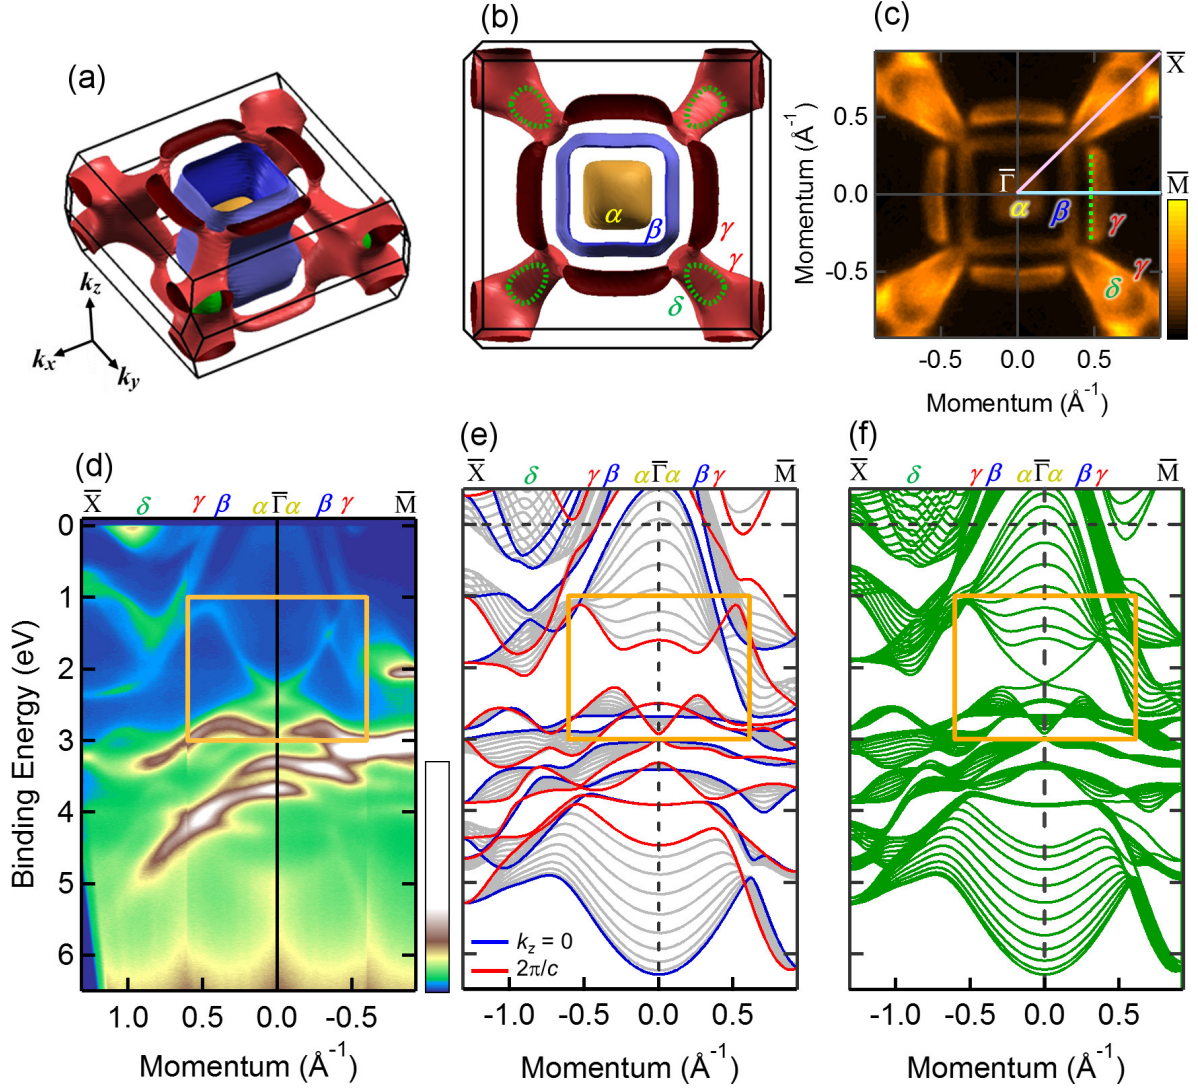 (a)
k_z
k_x
k_y
(b)
α
β
γ
γ
δ
(c)
Momentum (Å⁻¹)
0.5
0.0
-0.5
X̅
Γ̅
M̅
α
β
γ
δ
γ
-0.5
0.0
0.5
Momentum (Å⁻¹)
(d)
X̅ δ γ β α Γ̅ α β γ M̅
Binding Energy (eV)
0
1
2
3
4
5
6
1.0 0.5 0.0 -0.5
Momentum (Å⁻¹)
(e)
X̅ δ γ β α Γ̅ α β γ M̅
k_z = 0
2π/c
-1.0 -0.5 0.0 0.5
Momentum (Å⁻¹)
(f)
X̅ δ γ β α Γ̅ α β γ M̅
-1.0 -0.5 0.0 0.5
Momentum (Å⁻¹)